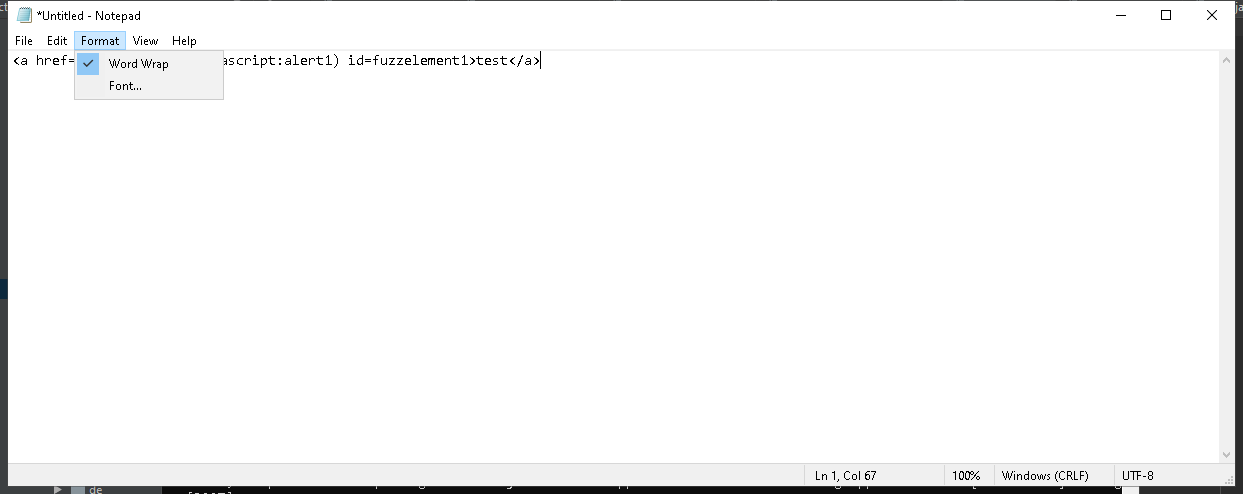 *Untitled - Notepad
File Edit Format View Help
<a href= ascript:alert1) id=fuzzelement1>test</a>
Word Wrap
Font...
Ln 1, Col 67 100% Windows (CRLF) UTF-8
de